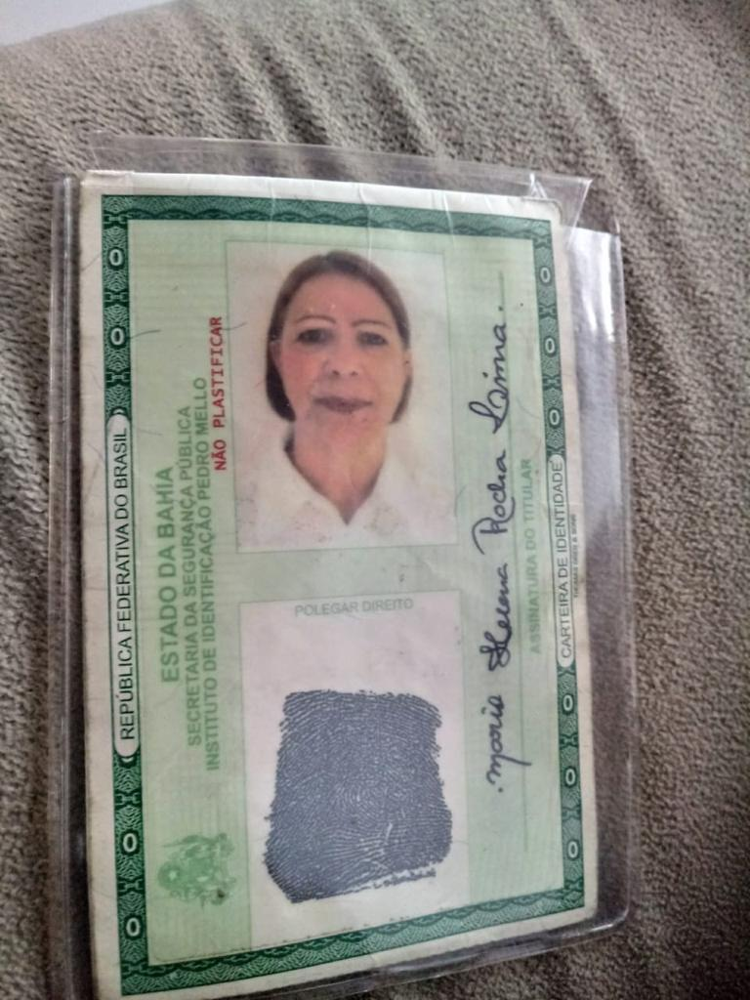 REPÚBLICA FEDERATIVA DO BRASIL
ESTADO DA BAHIA
SECRETARIA DA SEGURANÇA PÚBLICA
INSTITUTO DE IDENTIFICAÇÃO PEDRO MELLO
NÃO PLASTIFICAR
POLEGAR DIREITO
Maria Helena Rocha Lima
ASSINATURA DO TITULAR
CARTEIRA DE IDENTIDADE